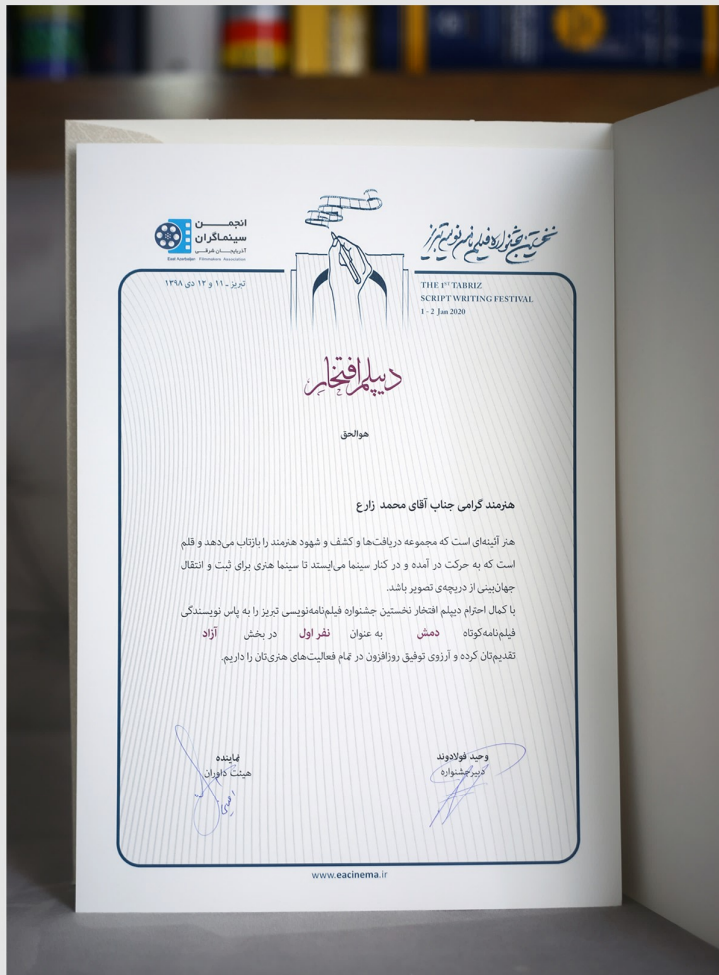 نخستین جشنواره فیلمنامه‌نویسی تبریز
انجمن
سینماگران
آذربایجان شرقی
East Azarbaijan Filmmakers Association
THE 1ST TABRIZ
SCRIPT WRITING FESTIVAL
1 - 2 Jan 2020
تبریز ـ ۱۱ و ۱۲ دی ۱۳۹۸
دیپلم افتخار
هوالحق
هنرمند گرامی جناب آقای محمد زارع
هنر آئینه‌ای است که مجموعه دریافت‌ها و کشف و شهود هنرمند را بازتاب می‌دهد و قلم
است که به حرکت در آمده و در کنار سینما می‌ایستد تا سینما هنری برای ثبت و انتقال
جهان‌بینی از دریچه‌ی تصویر باشد.
با کمال احترام دیپلم افتخار نخستین جشنواره فیلم‌نامه‌نویسی تبریز را به پاس نویسندگی
فیلم‌نامه‌کوتاه دمش به عنوان نفر اول در بخش آزاد
تقدیم‌تان کرده و آرزوی توفیق روزافزون در تمام فعالیت‌های هنری‌تان را داریم.
وحید فولادوند
دبیرجشنواره
نماینده
هیئت داوران
www.eacinema.ir